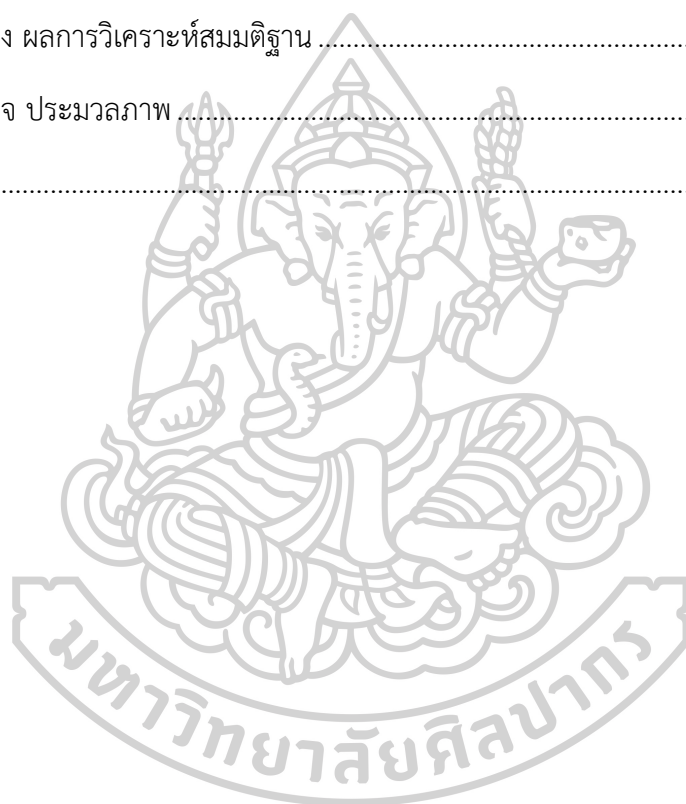 ง ผลการวิเคราะห์สมมติฐาน ........................................................
จ ประมวลภาพ ........................................................................
................................................................................................
มหาวิทยาลัยศิลปากร